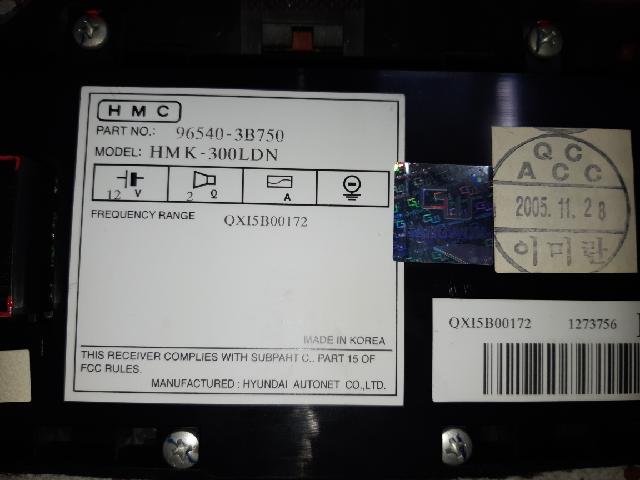 HMC
PART NO.: 96540-3B750
MODEL: HMK-300LDN
12 V 2 Ω A
FREQUENCY RANGE QXI5B00172
MADE IN KOREA
THIS RECEIVER COMPLIES WITH SUBPAHT C., PART 15 OF
FCC RULES.
MANUFACTURED : HYUNDAI AUTONET CO.,LTD.
QC
ACC
2005. 11. 28
이미란
QXI5B00172 1273756